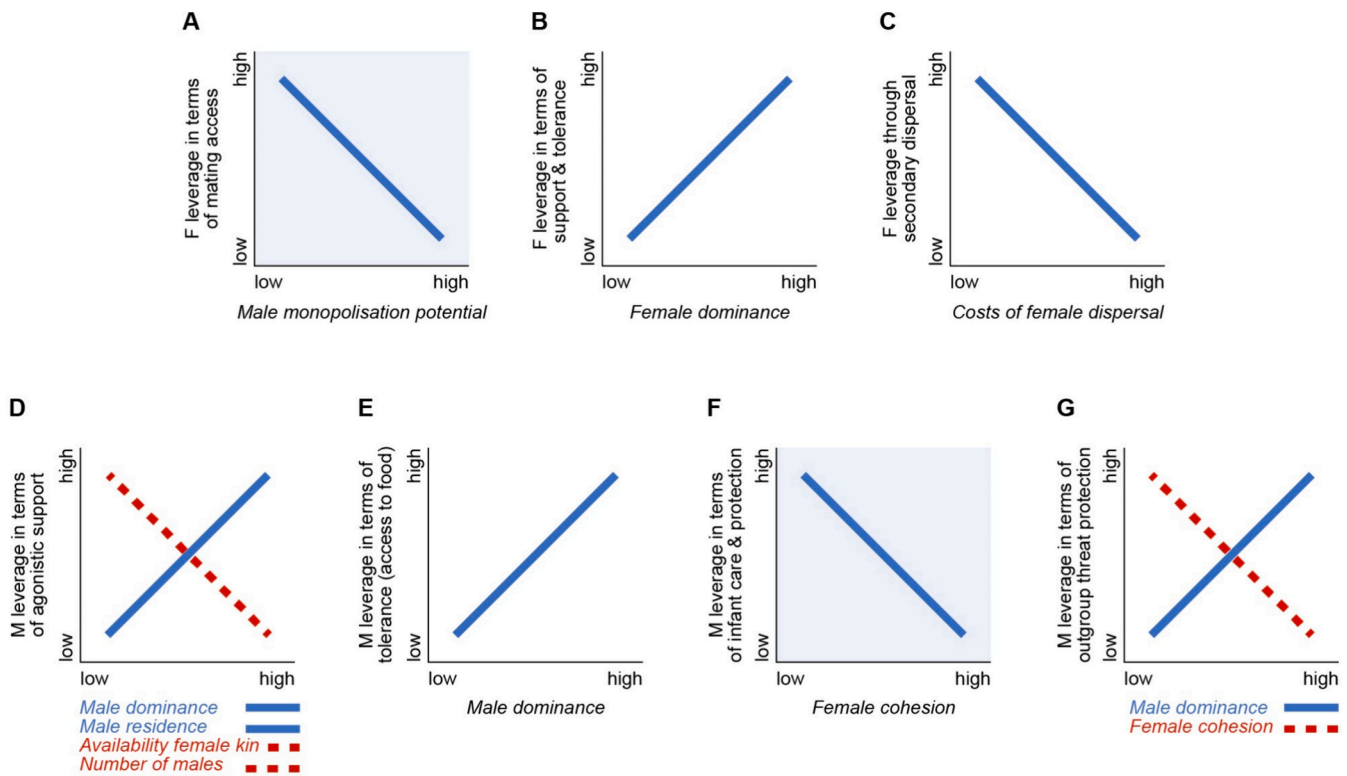 A
F leverage in terms
of mating access
high
low
low
high
Male monopolisation potential
B
F leverage in terms of
support & tolerance
high
low
low
high
Female dominance
C
F leverage through
secondary dispersal
high
low
low
high
Costs of female dispersal
D
M leverage in terms
of agonistic support
high
low
low
high
Male dominance
Male residence
Availability female kin
Number of males
E
M leverage in terms of
tolerance (access to food)
high
low
low
high
Male dominance
F
M leverage in terms
of infant care & protection
high
low
low
high
Female cohesion
G
M leverage in terms of
outgroup threat protection
high
low
low
high
Male dominance
Female cohesion